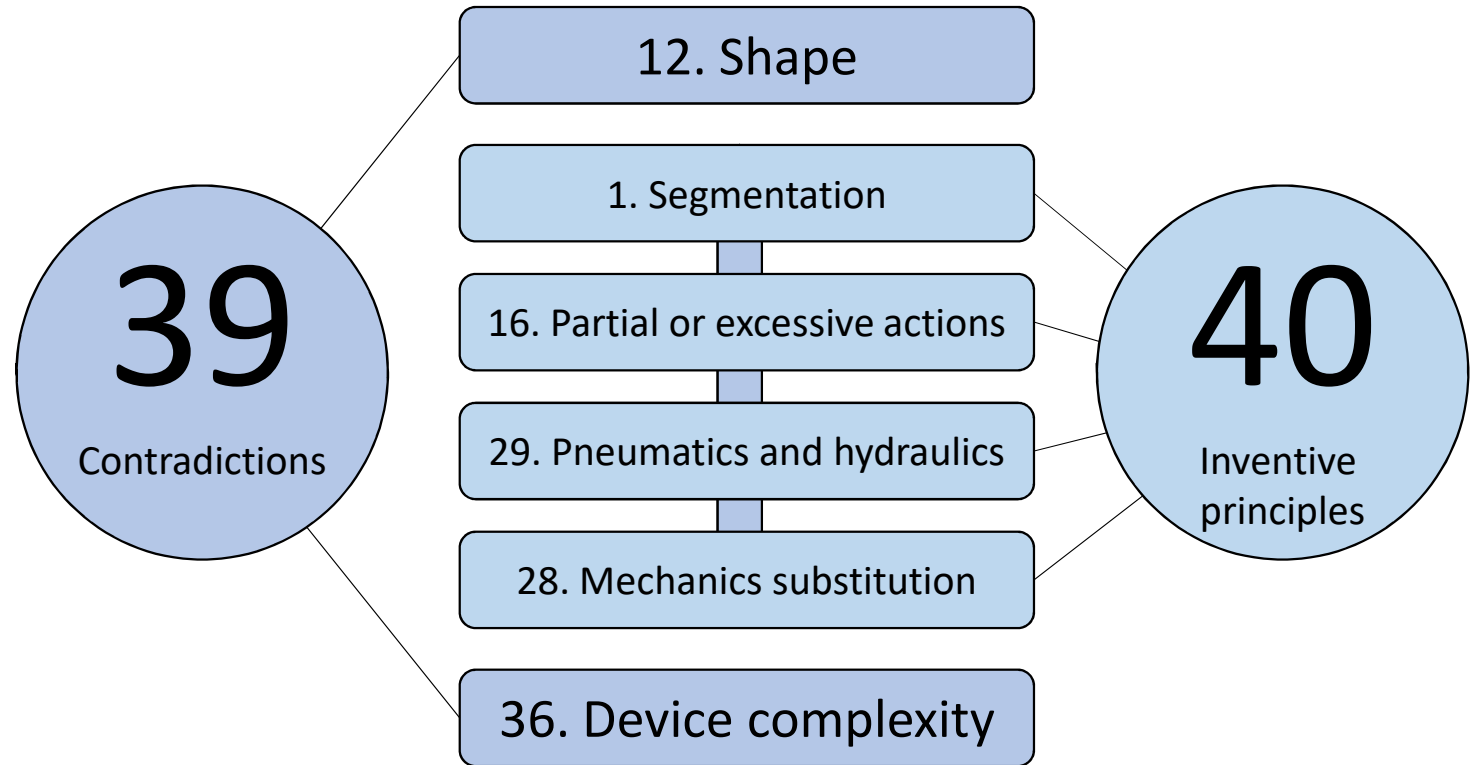 39
Contradictions
12. Shape
1. Segmentation
16. Partial or excessive actions
29. Pneumatics and hydraulics
28. Mechanics substitution
36. Device complexity
40
Inventive
principles